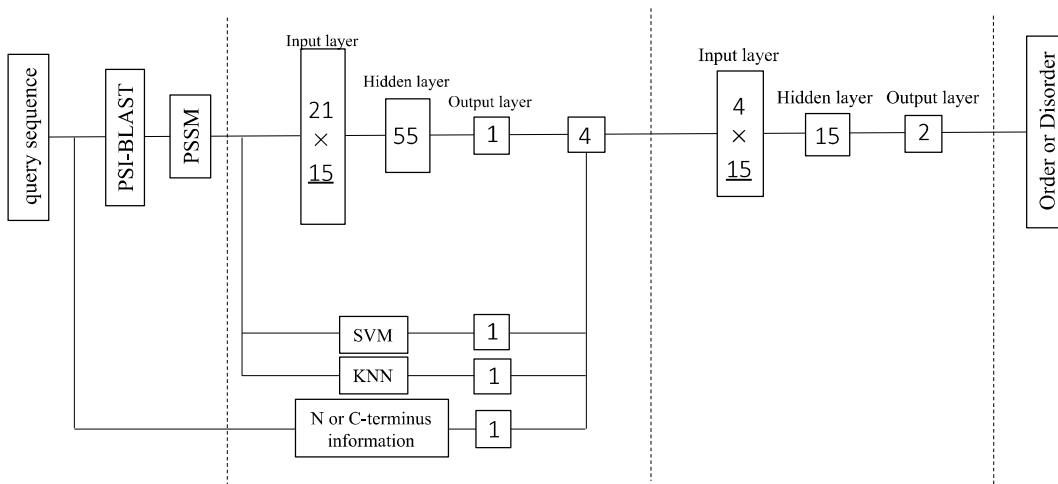 query sequence
PSI-BLAST
PSSM
Input layer
21
×
15
Hidden layer
55
Output layer
1
4
SVM
1
KNN
1
N or C-terminus
information
1
Input layer
4
×
15
Hidden layer
15
Output layer
2
Order or Disorder